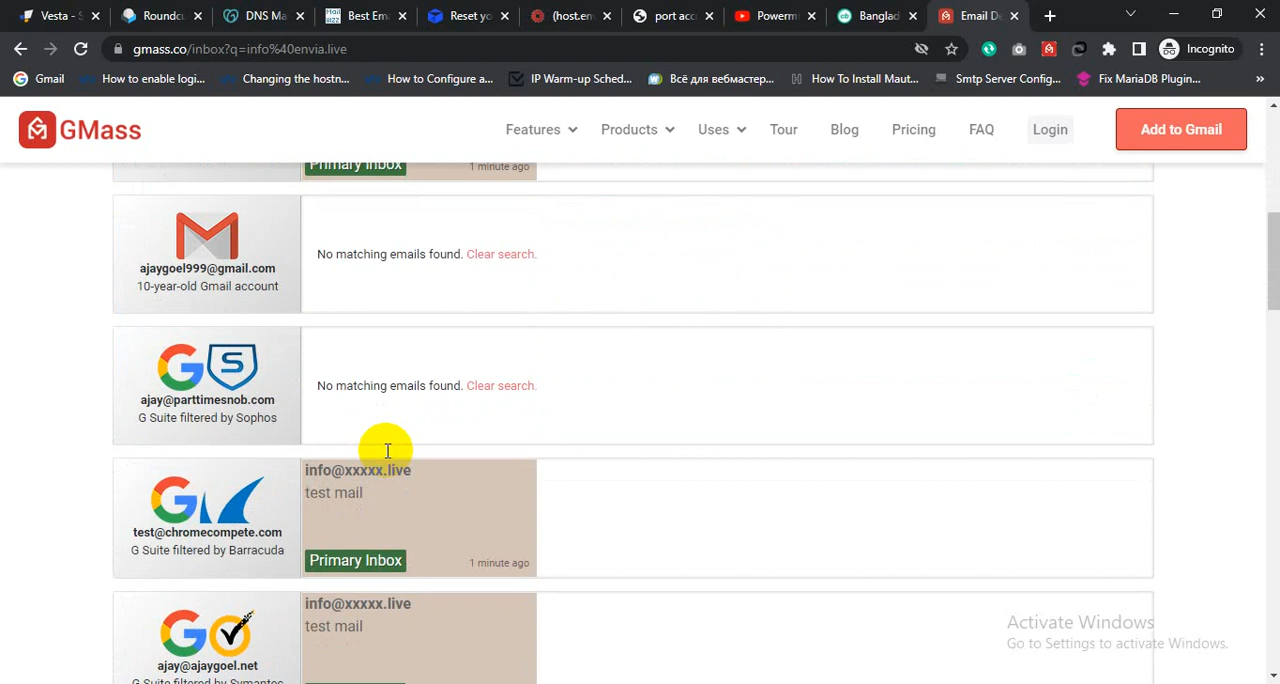 Vesta - S
Roundcu
DNS Ma
Best Em
Reset yo
(host.en
port acc
Powerm
Banglad
Email De
gmass.co/inbox?q=info%40envia.live
Incognito
Gmail
How to enable logi...
Changing the hostn...
How to Configure a...
IP Warm-up Sched...
Всё для вебмастер...
How To Install Maut...
Smtp Server Config...
Fix MariaDB Plugin...
»
GMass
Features
Products
Uses
Tour
Blog
Pricing
FAQ
Login
Add to Gmail
Primary Inbox
1 minute ago
ajaygoel999@gmail.com
10-year-old Gmail account
No matching emails found. Clear search.
ajay@parttimesnob.com
G Suite filtered by Sophos
No matching emails found. Clear search.
test@chromecompete.com
G Suite filtered by Barracuda
info@xxxxx.live
test mail
Primary Inbox
1 minute ago
ajay@ajaygoel.net
G Suite filtered by Symantec
info@xxxxx.live
test mail
Activate Windows
Go to Settings to activate Windows.